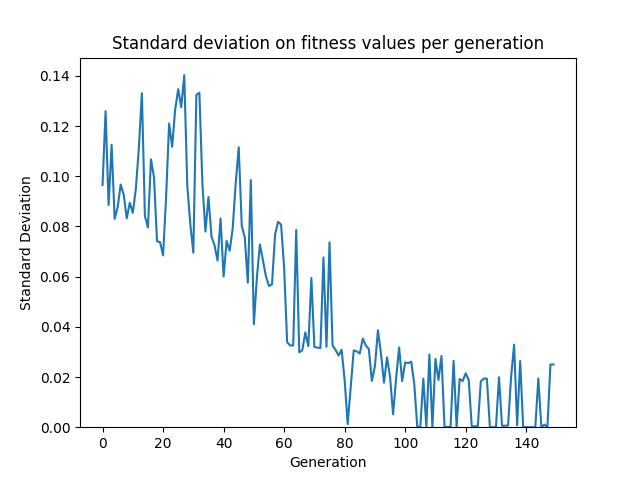 Standard deviation on fitness values per generation
0.14
0.12
0.10
0.08
0.06
0.04
0.02
0.00
Standard Deviation
0 20 40 60 80 100 120 140
Generation